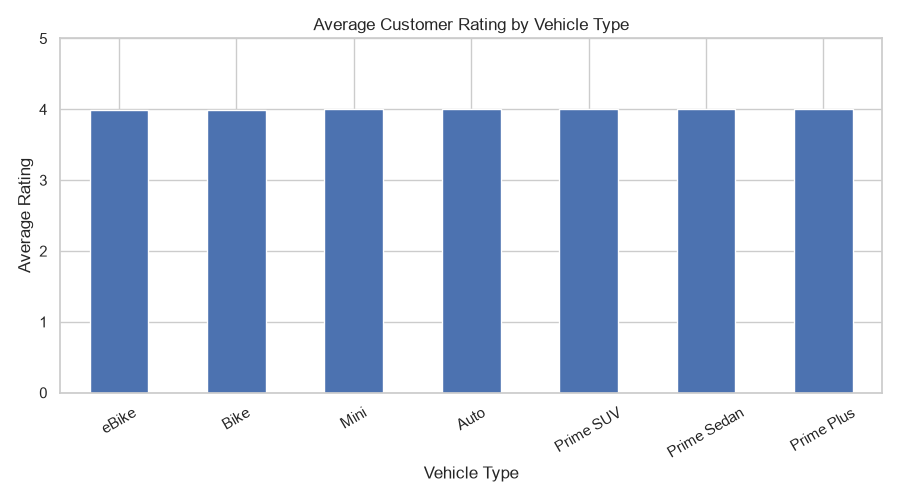 Average Customer Rating by Vehicle Type
5
4
3
2
1
0
Average Rating
eBike
Bike
Mini
Auto
Prime SUV
Prime Sedan
Prime Plus
Vehicle Type